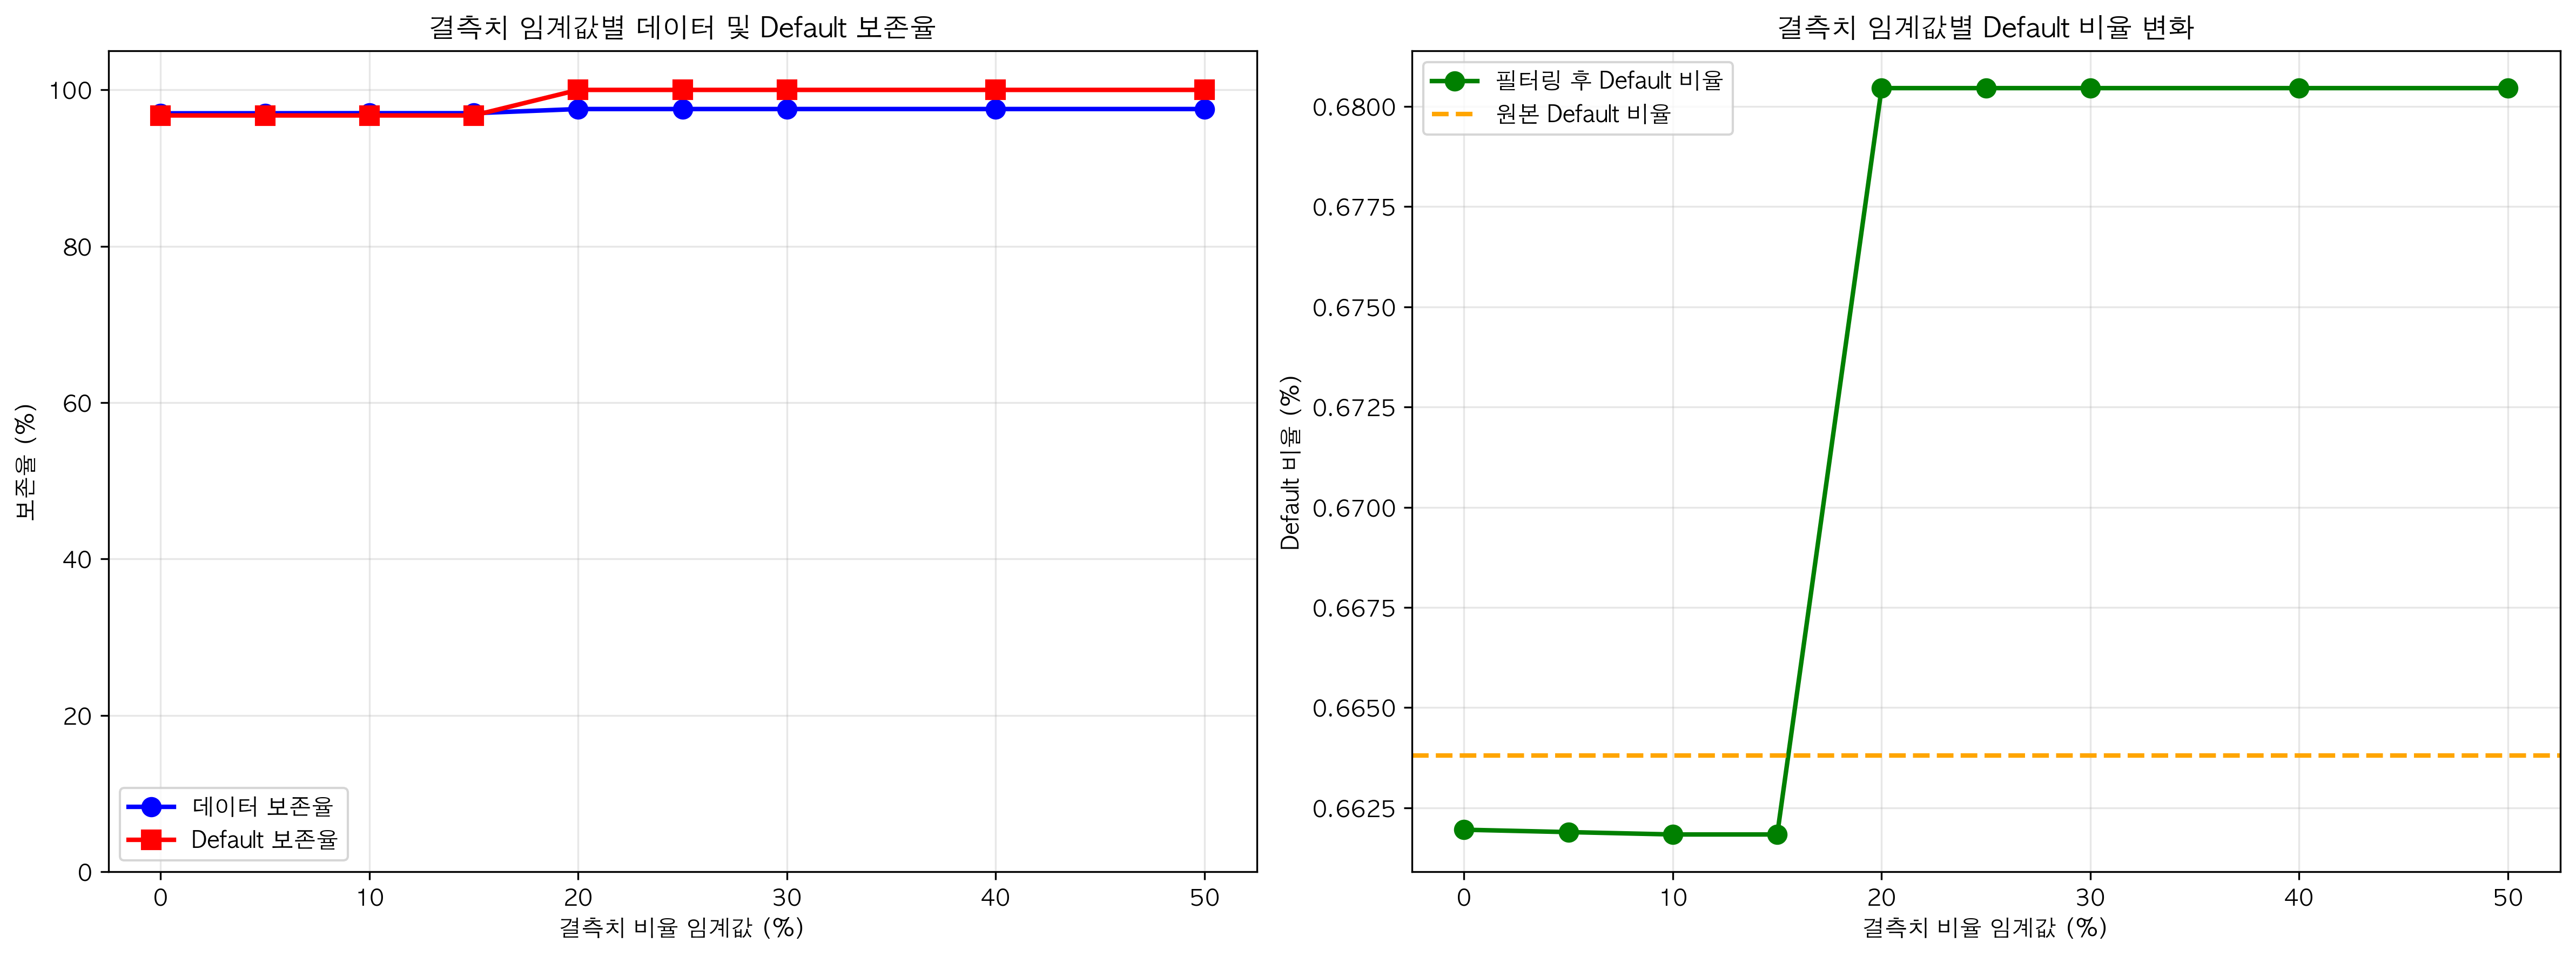 결측치 임계값별 데이터 및 Default 보존율
보존율 (%)
100
80
60
40
20
0
데이터 보존율
Default 보존율
0
10
20
30
40
50
결측치 비율 임계값 (%)
결측치 임계값별 Default 비율 변화
Default 비율 (%)
필터링 후 Default 비율
원본 Default 비율
0.6800
0.6775
0.6750
0.6725
0.6700
0.6675
0.6650
0.6625
0
10
20
30
40
50
결측치 비율 임계값 (%)